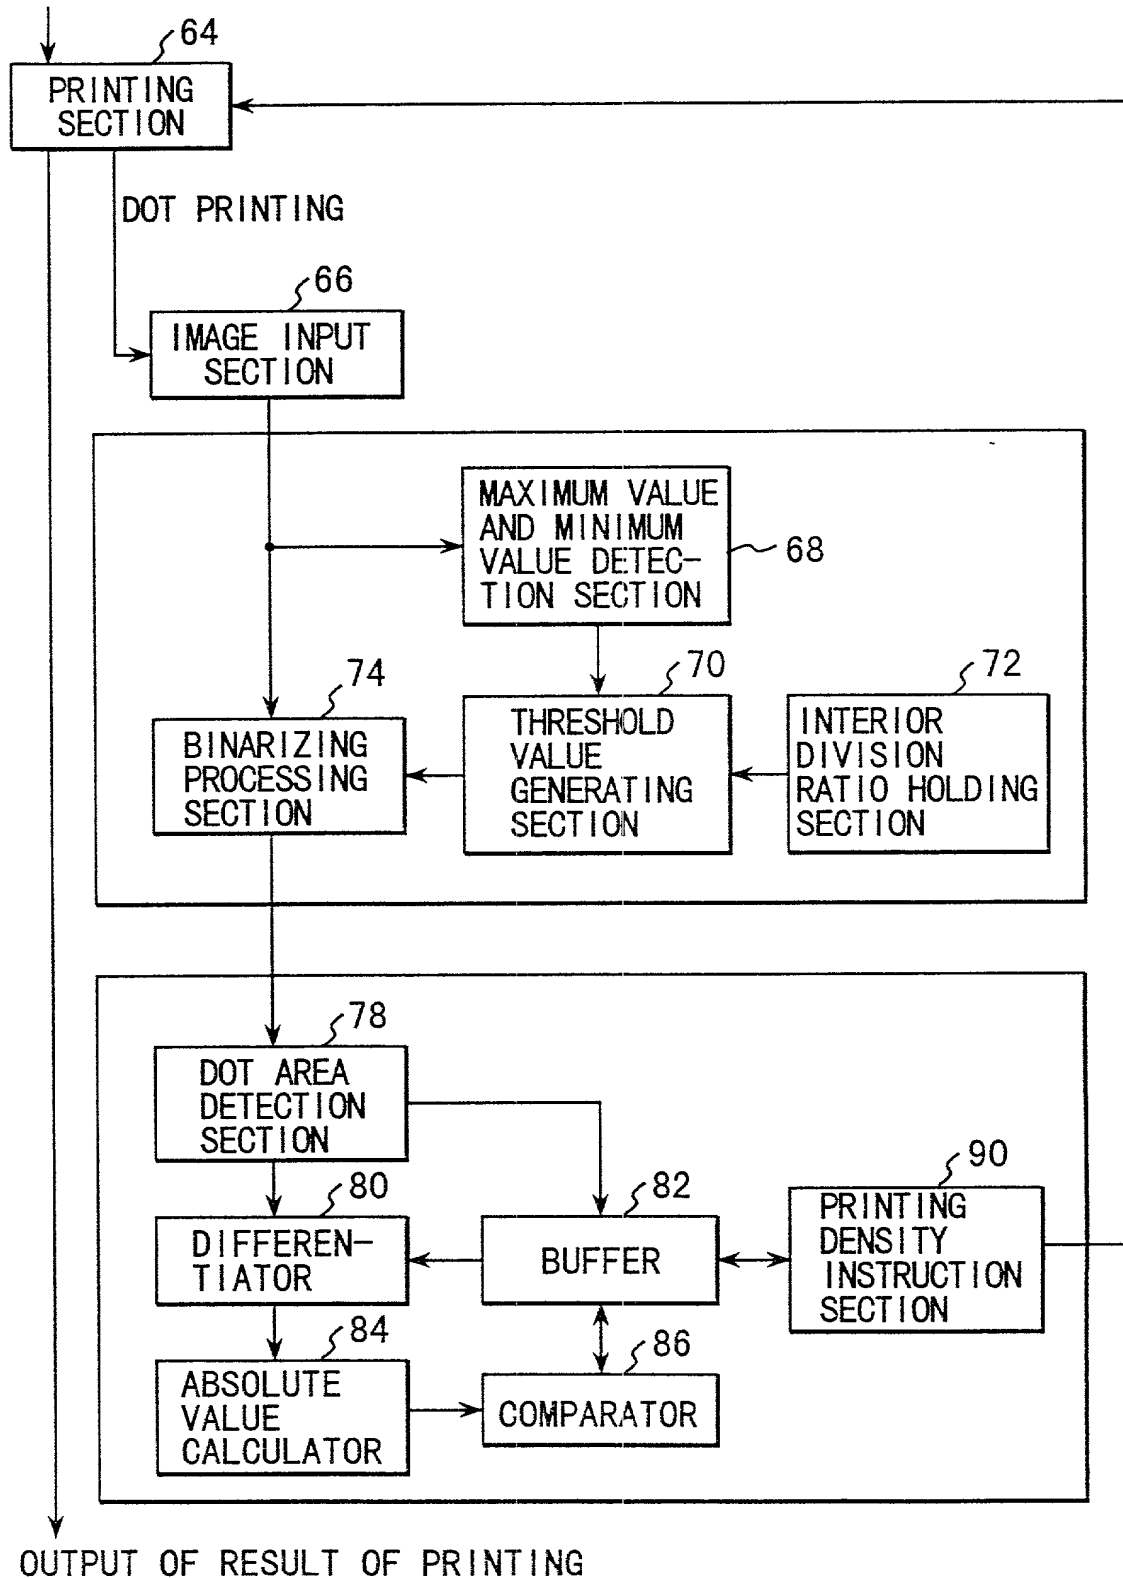 64
PRINTING
SECTION
DOT PRINTING
66
IMAGE INPUT
SECTION
MAXIMUM VALUE
AND MINIMUM
VALUE DETEC-
TION SECTION
68
74
BINARIZING
PROCESSING
SECTION
70
THRESHOLD
VALUE
GENERATING
SECTION
72
INTERIOR
DIVISION
RATIO HOLDING
SECTION
78
DOT AREA
DETECTION
SECTION
80
DIFFEREN-
TIATOR
82
BUFFER
90
PRINTING
DENSITY
INSTRUCTION
SECTION
84
ABSOLUTE
VALUE
CALCULATOR
86
COMPARATOR
OUTPUT OF RESULT OF PRINTING